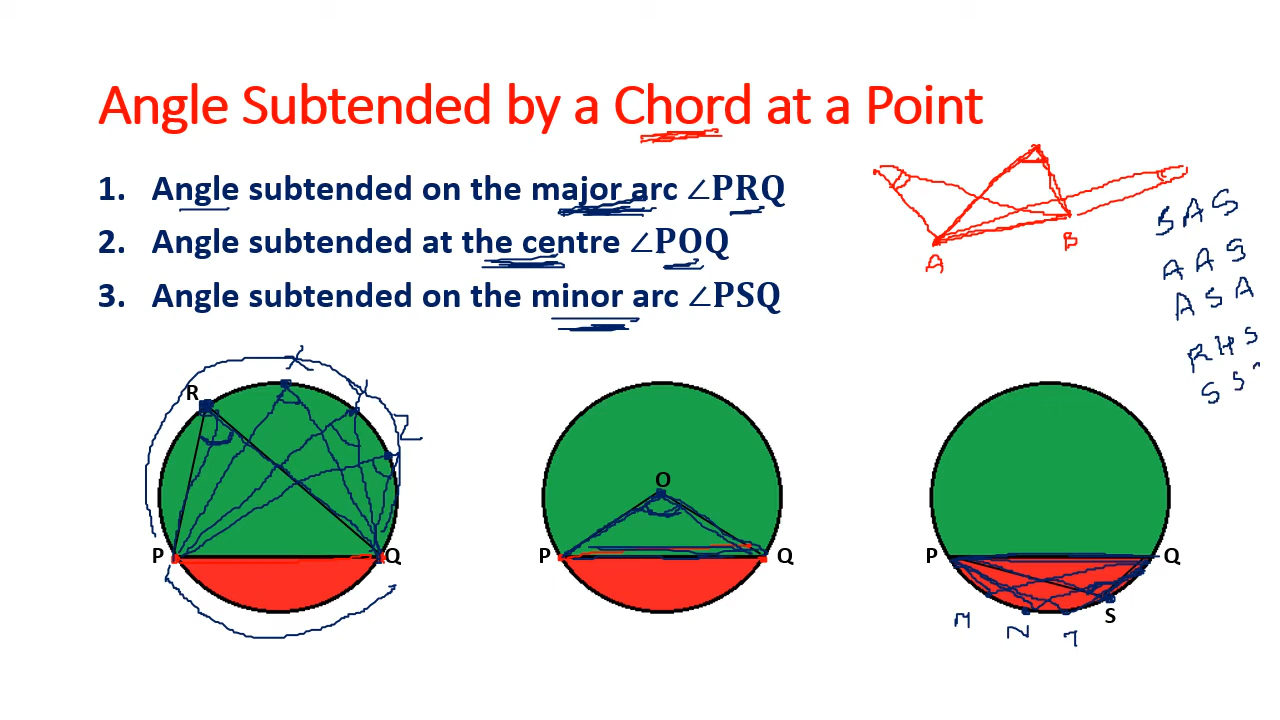 Angle Subtended by a Chord at a Point
1. Angle subtended on the major arc ∠PRQ
2. Angle subtended at the centre ∠POQ
3. Angle subtended on the minor arc ∠PSQ
A
B
SAS
AAS
ASA
RHS
SS
R
X
Y
Z
P
Q
O
P
Q
P
Q
S
M
N